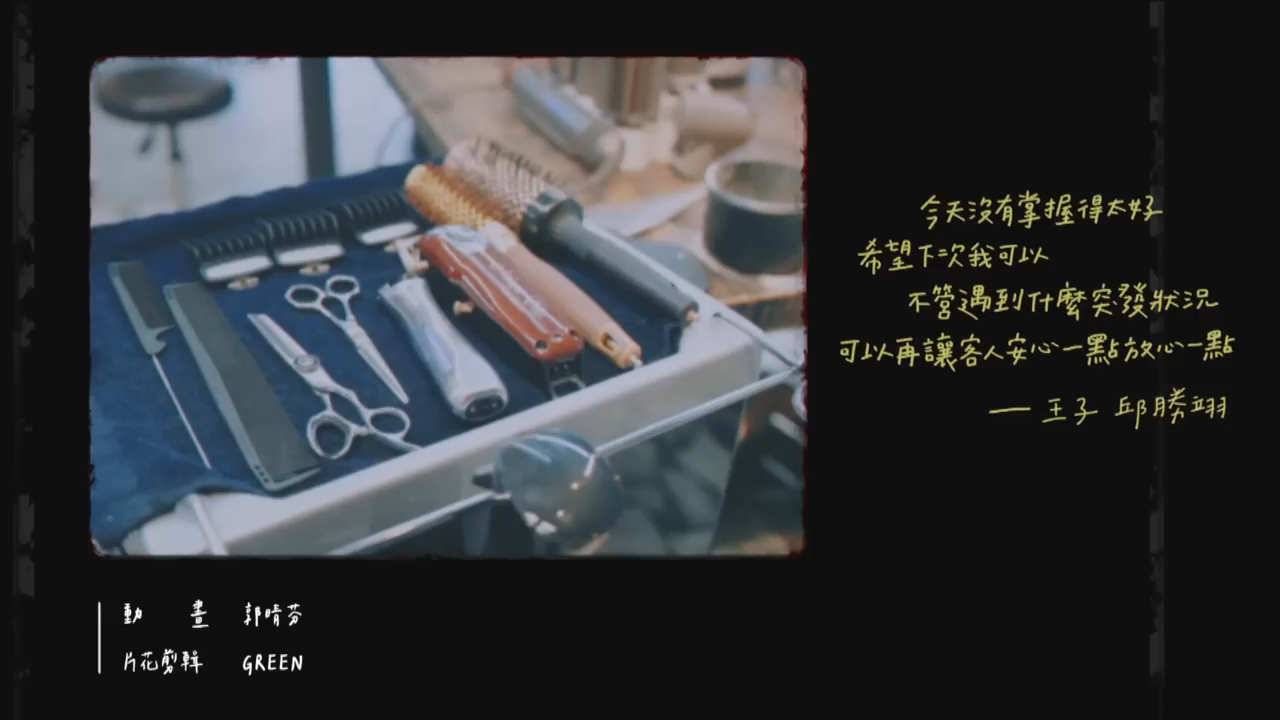 今天沒有掌握得太好
希望下次我可以
不管遇到什麼突發狀況
可以再讓客人安心一點放心一點
── 王子 邱勝翊
動 畫 郭晴芬
片花剪輯 GREEN